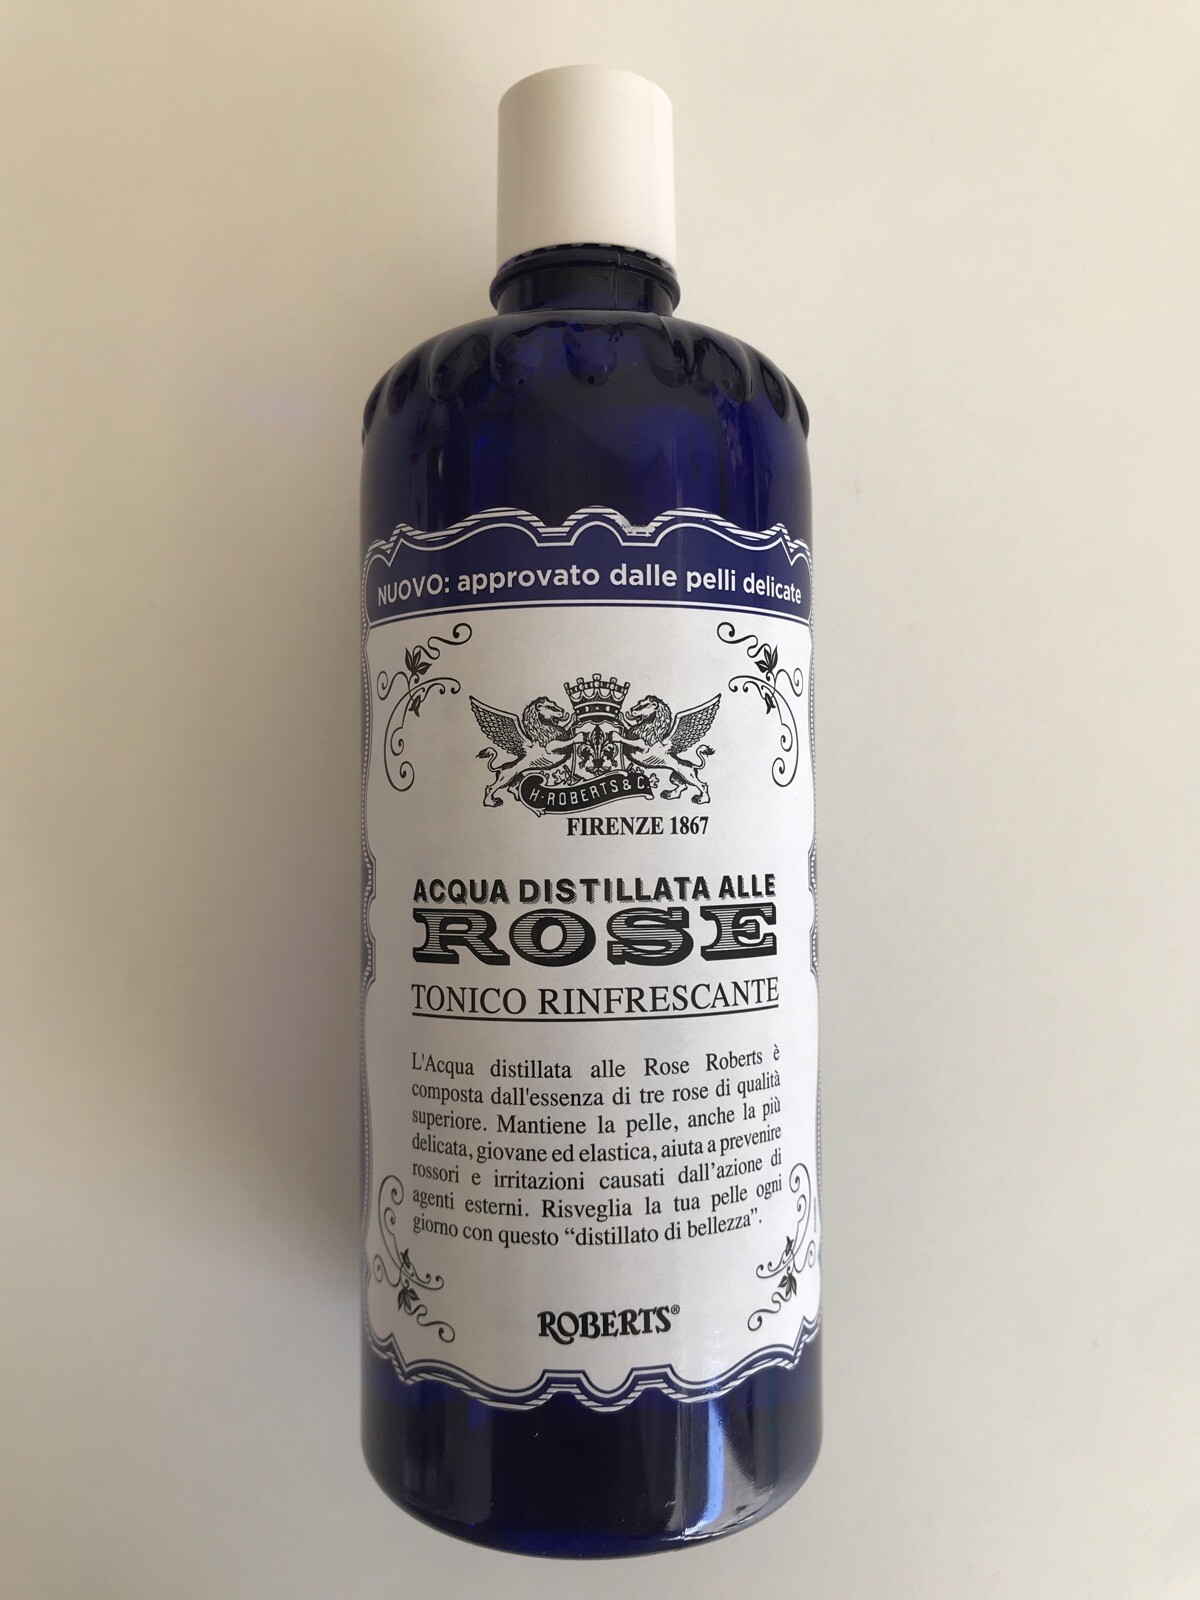 NUOVO: approvato dalle pelli delicate
H·ROBERTS & C.
FIRENZE 1867
ACQUA DISTILLATA ALLE
ROSE
TONICO RINFRESCANTE
L'Acqua distillata alle Rose Roberts è
composta dall'essenza di tre rose di qualità
superiore. Mantiene la pelle, anche la più
delicata, giovane ed elastica, aiuta a prevenire
rossori e irritazioni causati dall'azione di
agenti esterni. Risveglia la tua pelle ogni
giorno con questo “distillato di bellezza”.
ROBERTS®